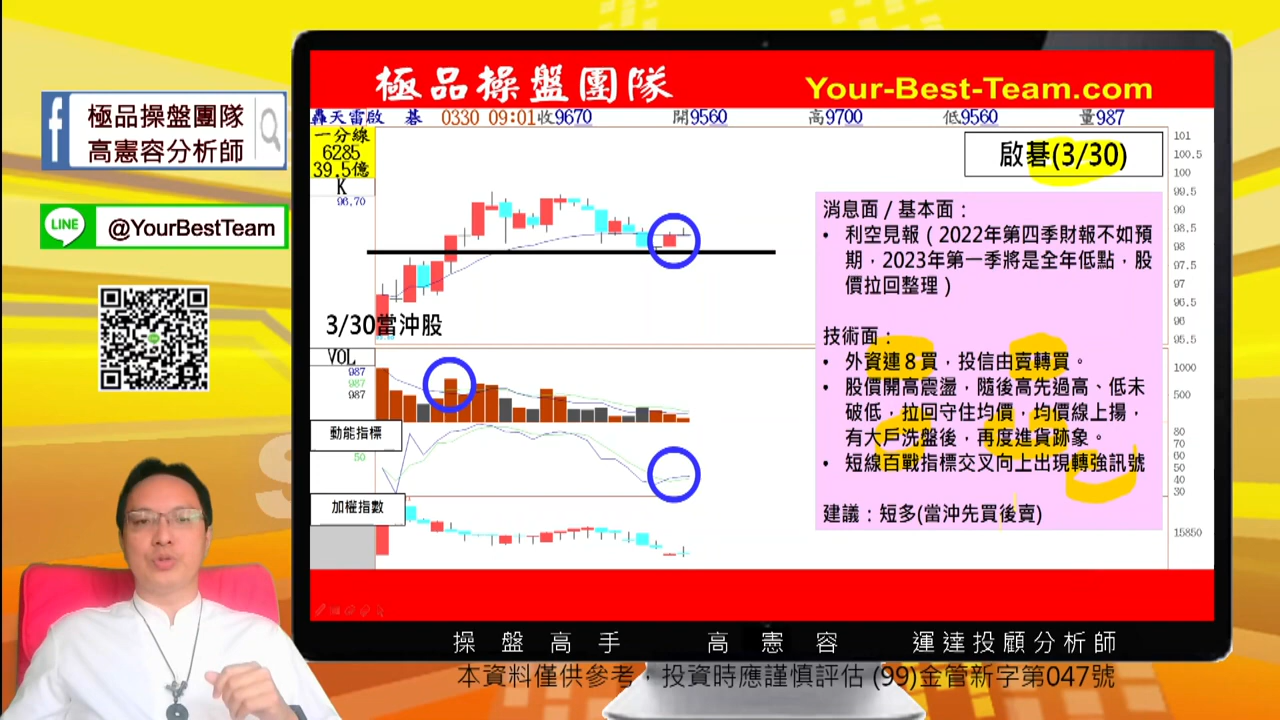 極品操盤團隊
高憲容分析師
LINE
@YourBestTeam
極品操盤團隊
Your-Best-Team.com
轟天雷啟 碁 0330 09:01收9670 開9560 高9700 低9560 量987
一分線
6285
39.5億
K
96.70
啟碁(3/30)
消息面 / 基本面：
• 利空見報（2022年第四季財報不如預
期，2023年第一季將是全年低點，股
價拉回整理）
技術面：
• 外資連８買，投信由賣轉買。
• 股價開高震盪，隨後高先過高、低未
破低，拉回守住均價，均價線上揚，
有大戶洗盤後，再度進貨跡象。
• 短線百戰指標交叉向上出現轉強訊號
建議：短多(當沖先買後賣)
101
100.5
100
99.5
99
98.5
98
97.5
97
96.5
96
95.5
3/30當沖股
VOL
987
987
987
1000
500
動能指標
50
80
70
60
50
40
30
加權指數
15850
操盤高手 高憲容 運達投顧分析師
本資料僅供參考，投資時應謹慎評估 (99)金管新字第047號